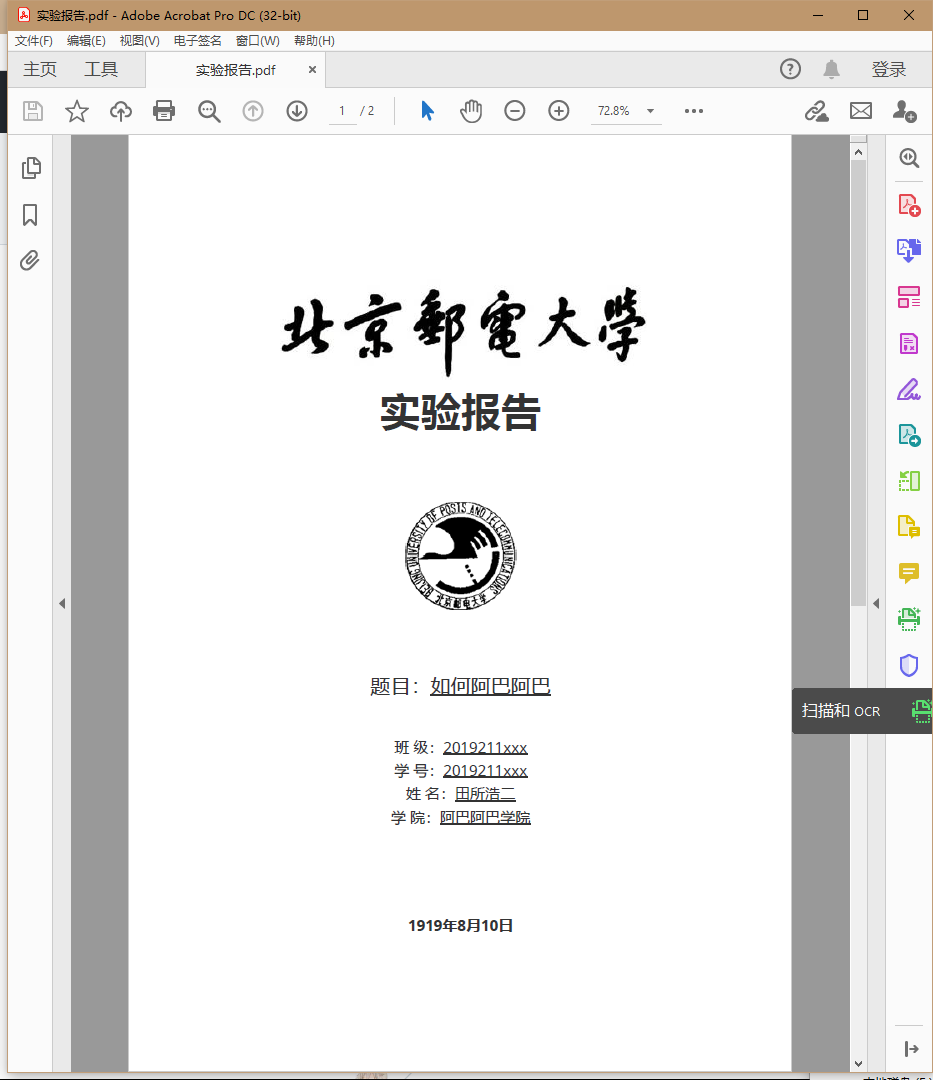 实验报告.pdf - Adobe Acrobat Pro DC (32-bit)
文件(F) 编辑(E) 视图(V) 电子签名 窗口(W) 帮助(H)
主页 工具 实验报告.pdf × 登录
1 / 2 72.8%
北京郵電大學
实验报告
BEIJING UNIVERSITY OF POSTS AND TELECOMMUNICATIONS
北京邮电大学
题目：如何阿巴阿巴
扫描和 OCR
班 级：2019211xxx
学 号：2019211xxx
姓 名：田所浩二
学 院：阿巴阿巴学院
1919年8月10日